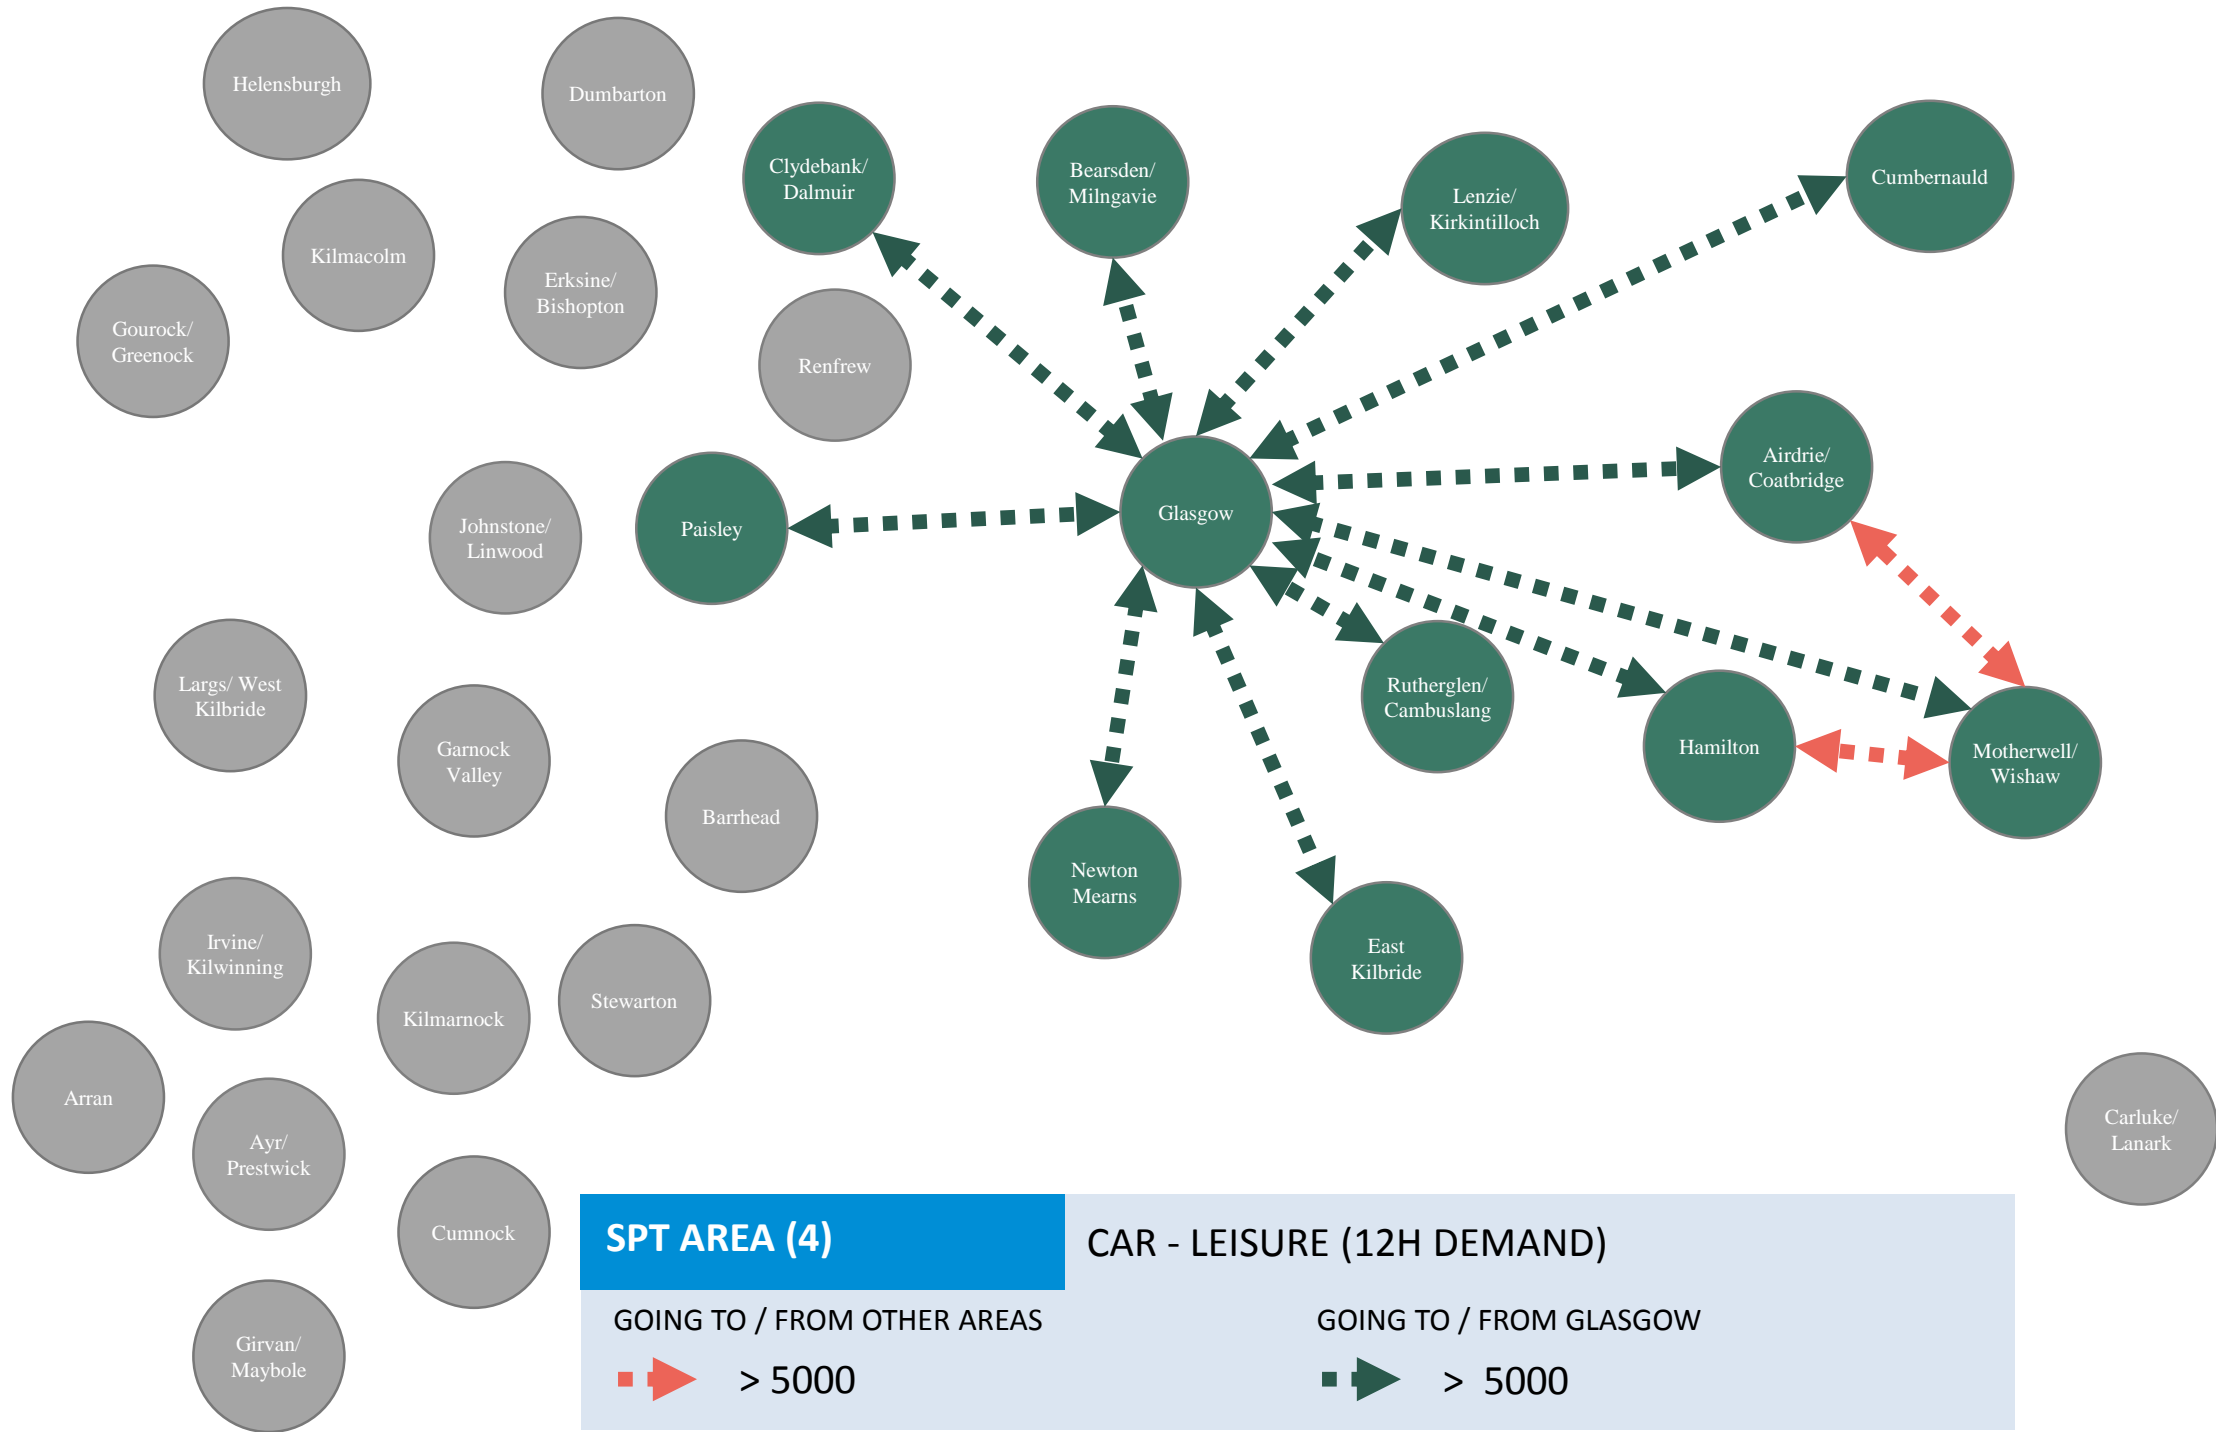 Helensburgh
Dumbarton
Clydebank/
Dalmuir
Bearsden/
Milngavie
Lenzie/
Kirkintilloch
Cumbernauld
Kilmacolm
Erksine/
Bishopton
Gourock/
Greenock
Renfrew
Airdrie/
Coatbridge
Johnstone/
Linwood
Paisley
Glasgow
Largs/ West
Kilbride
Garnock
Valley
Barrhead
Rutherglen/
Cambuslang
Hamilton
Motherwell/
Wishaw
Newton
Mearns
East
Kilbride
Irvine/
Kilwinning
Kilmarnock
Stewarton
Arran
Ayr/
Prestwick
Cumnock
Girvan/
Maybole
Carluke/
Lanark
SPT AREA (4)
CAR - LEISURE (12H DEMAND)
GOING TO / FROM OTHER AREAS
> 5000
GOING TO / FROM GLASGOW
> 5000